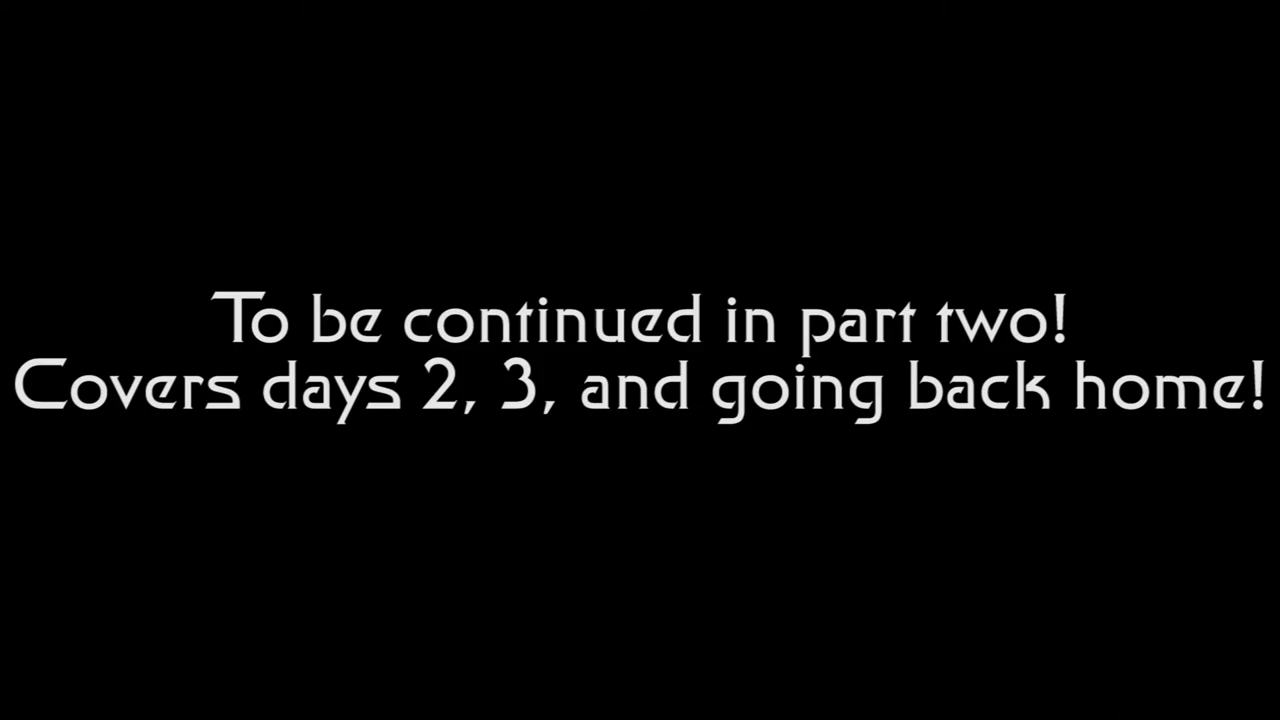 To be continued in part two!
Covers days 2, 3, and going back home!